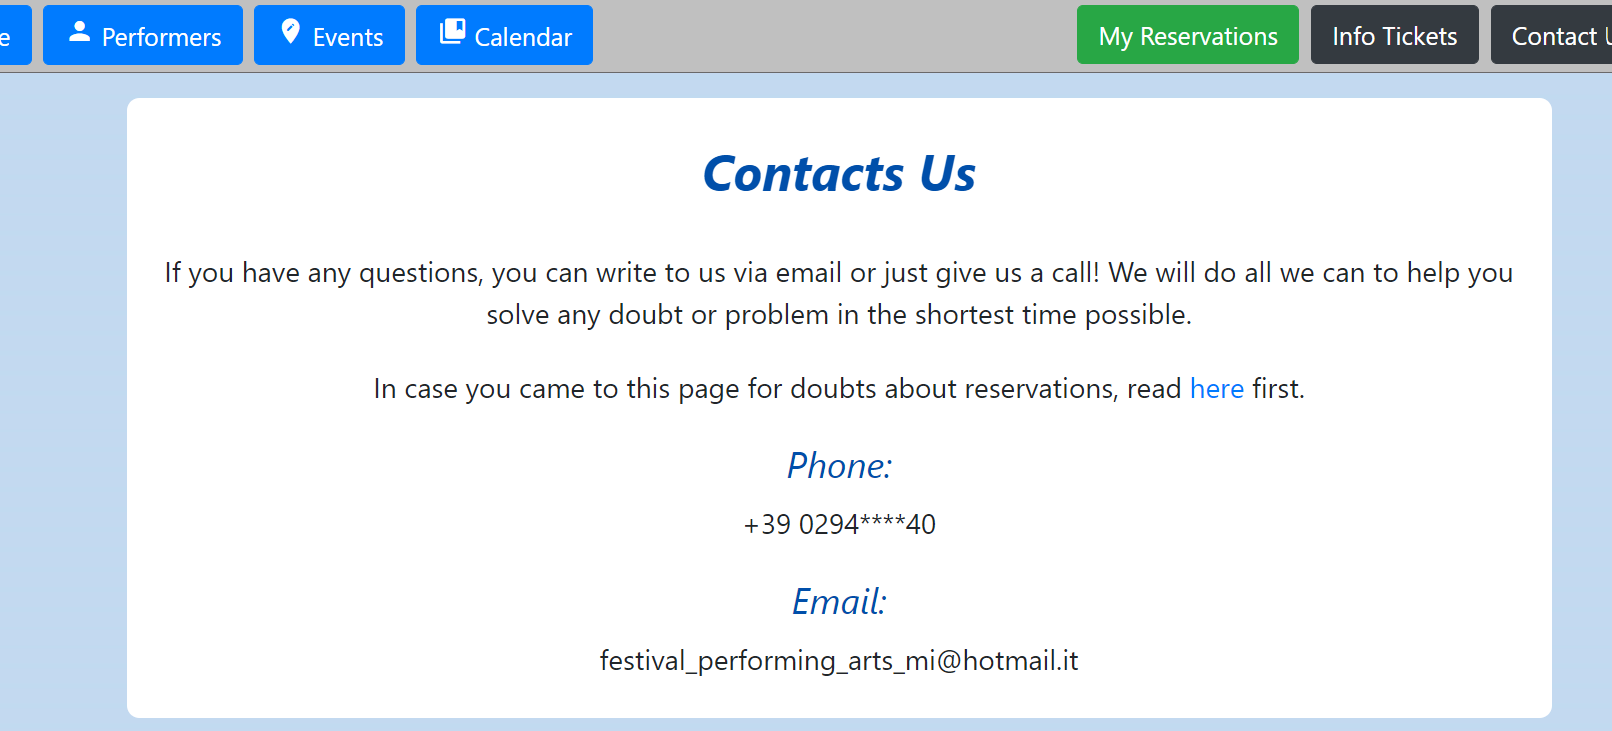 e Performers Events Calendar My Reservations Info Tickets Contact U
Contacts Us
If you have any questions, you can write to us via email or just give us a call! We will do all we can to help you
solve any doubt or problem in the shortest time possible.
In case you came to this page for doubts about reservations, read here first.
Phone:
+39 0294****40
Email:
festival_performing_arts_mi@hotmail.it